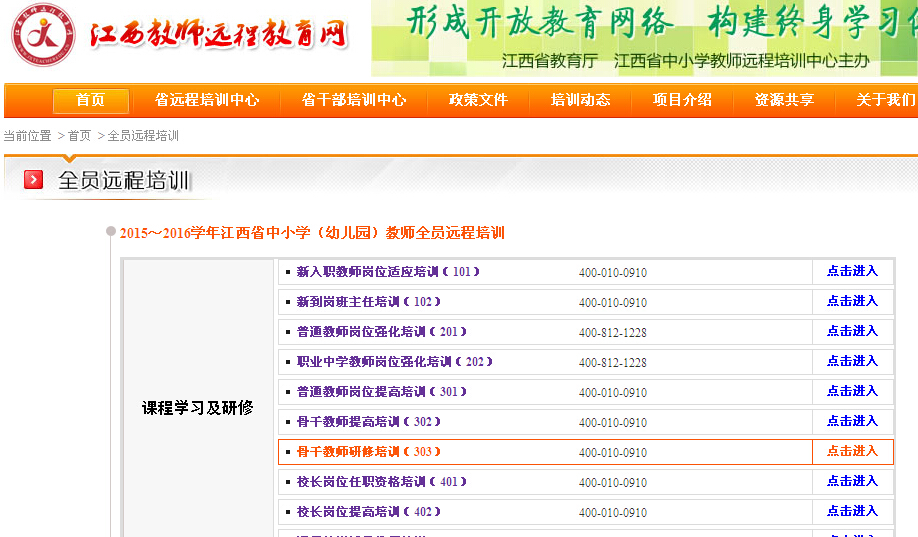 江西教师远程教育网
形成开放教育网络 构建终身学习
江西省教育厅 江西省中小学教师远程培训中心主办
首页 省远程培训中心 省干部培训中心 政策文件 培训动态 项目介绍 资源共享 关于我们
当前位置 >首页 >全员远程培训
全员远程培训
2015~2016学年江西省中小学（幼儿园）教师全员远程培训
新入职教师岗位适应培训（101） 400-010-0910 点击进入
新到岗班主任培训（102） 400-010-0910 点击进入
普通教师岗位强化培训（201） 400-812-1228 点击进入
职业中学教师岗位强化培训（202） 400-812-1228 点击进入
普通教师岗位提高培训（301） 400-010-0910 点击进入
课程学习及研修
骨干教师提高培训（302） 400-010-0910 点击进入
骨干教师研修培训（303） 400-010-0910 点击进入
校长岗位任职资格培训（401） 400-010-0910 点击进入
校长岗位提高培训（402） 400-010-0910 点击进入